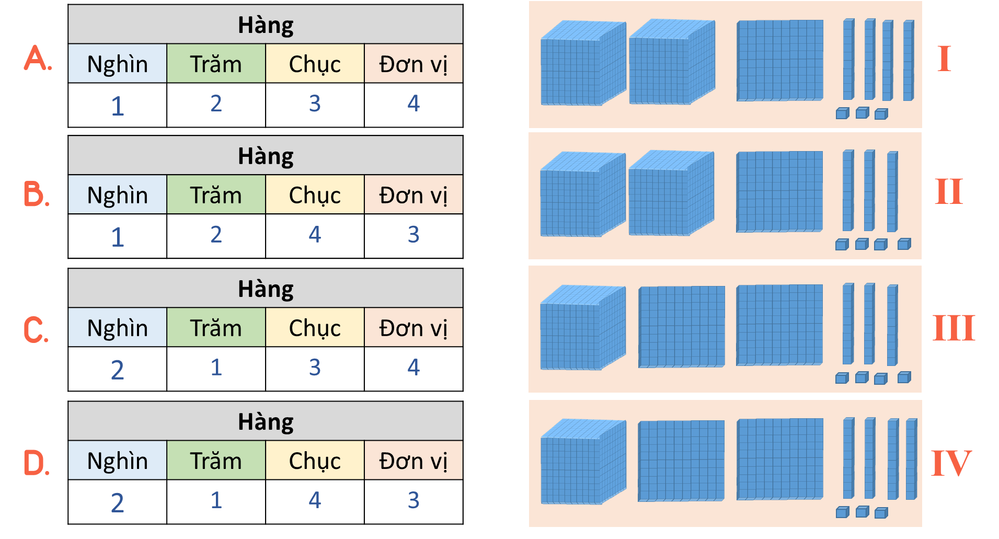 A.
Hàng
Nghìn Trăm Chục Đơn vị
1 2 3 4
I
B.
Hàng
Nghìn Trăm Chục Đơn vị
1 2 4 3
II
C.
Hàng
Nghìn Trăm Chục Đơn vị
2 1 3 4
III
D.
Hàng
Nghìn Trăm Chục Đơn vị
2 1 4 3
IV